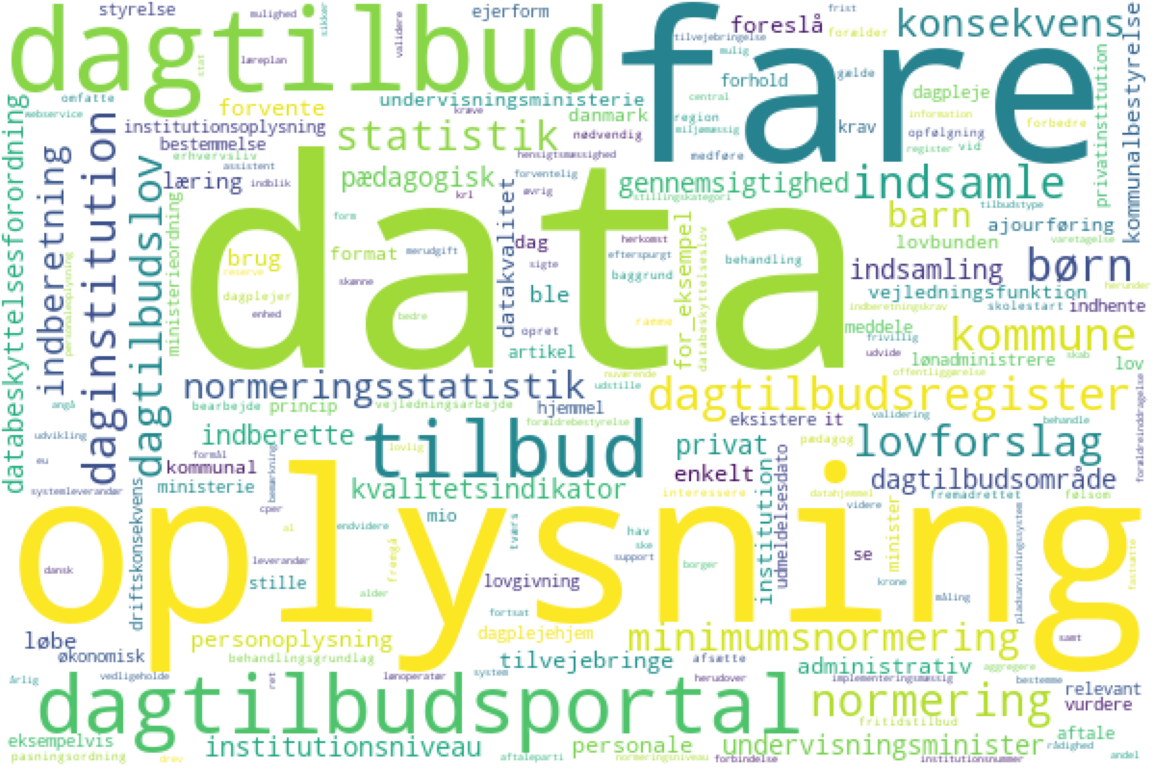 styrelse
mulighed
sikker
ejerform
foreslå
frist
forælder
konsekvens
kommunalbestyrelse
dagtilbud
fare
læreplan
stat
validere
tilvejebringelse
mulig
gælde
forhold
privatinstitution
omfatte
webservice
forvente
undervisningsministerie
danmark
central
region
miljømæssig
dagpleje
information
forbedre
databeskyttelsesforordning
institutionsoplysning
bestemmelse
statistik
kræve
nødvendig
krav
opfølgning
register
vid
erhvervsliv
hensigtsmæssighed
medføre
indberetning
daginstitution
dagtilbudslov
assistent
læring
indblik
pædagogisk
forventelig
øvrig
gennemsigtighed
stillingskategori
indsamle
tilbudstype
ministerieordning
data
form
krl
datakvalitet
barn
ajourføring
brug
reserve
format
merudgift
dag
sigte
herkomst
efterspurgt
for_eksempel
databeskyttelseslov
behandling
lovbunden
varetagelse
personaleoplysning
skønne
baggrund
indsamling
børn
herunder
dagplejer
ble
vejledningsfunktion
indberetningskrav
skolestart
indhente
enhed
bedre
opret
ramme
meddele
frivillig
kommune
artikel
udvide
lønadministrere
skab
lov
nuværende
offentliggørelse
normeringsstatistik
udstille
dagtilbudsregister
angå
bearbejde
princip
vejledningsarbejde
hjemmel
forældreinddragelse
forældrebestyrelse
eksistere it
validering
behandle
udvikling
indberette
tilbud
privat
pædagog
lovforslag
formål
lovlig
eu
kommunal
bemærkning
enkelt
dagtilbudsområde
systemleverandør
ministerie
kvalitetsindikator
interessere
datahjemmel
fremadrettet
følsom
driftskonsekvens
cper
oplysning
al
endvidere
mio
tværs
hav
ske
support
institution
udmeldelsesdato
videre
minister
pladsanvisningssystem
dansk
leverandør
stille
fremgå
lovgivning
borger
se
krone
måling
fastsætte
alder
fortsat
løbe
personoplysning
dagplejehjem
minimumsnormering
samt
økonomisk
behandlingsgrundlag
tilvejebringe
afsætte
administrativ
aggregere
årlig
vedligeholde
ret
lønoperatør
system
herudover
implementeringsmæssig
bestemme
dagtilbudsportal
normering
relevant
vurdere
fritidstilbud
eksempelvis
institutionsniveau
personale
undervisningsminister
aftale
rådighed
pasningsordning
drev
aftaleparti
normeringsniveau
forbindelse
institutionsnummer
andel